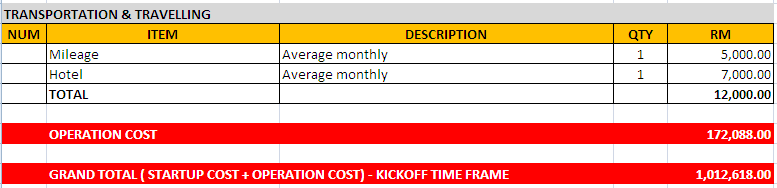 TRANSPORTATION & TRAVELLING
NUM ITEM DESCRIPTION QTY RM
Mileage Average monthly 1 5,000.00
Hotel Average monthly 1 7,000.00
TOTAL 12,000.00
OPERATION COST 172,088.00
GRAND TOTAL ( STARTUP COST + OPERATION COST) - KICKOFF TIME FRAME 1,012,618.00